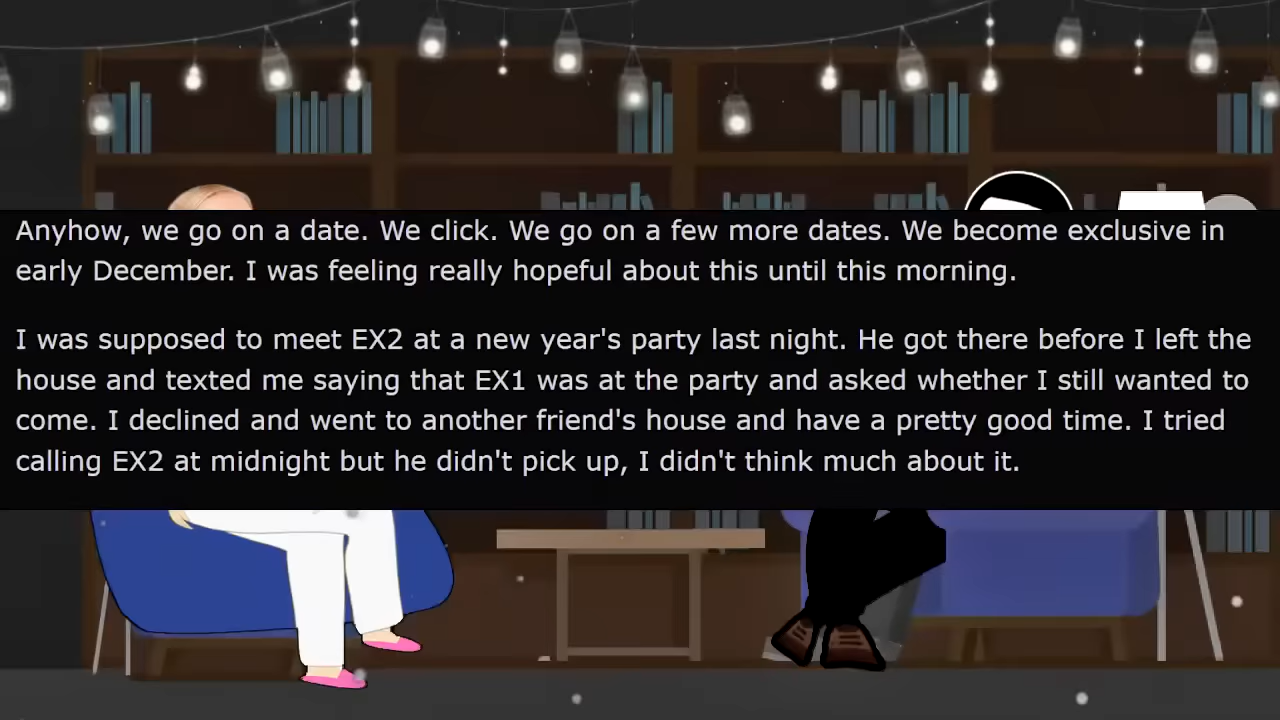 Anyhow, we go on a date. We click. We go on a few more dates. We become exclusive in
early December. I was feeling really hopeful about this until this morning.
I was supposed to meet EX2 at a new year's party last night. He got there before I left the
house and texted me saying that EX1 was at the party and asked whether I still wanted to
come. I declined and went to another friend's house and have a pretty good time. I tried
calling EX2 at midnight but he didn't pick up, I didn't think much about it.